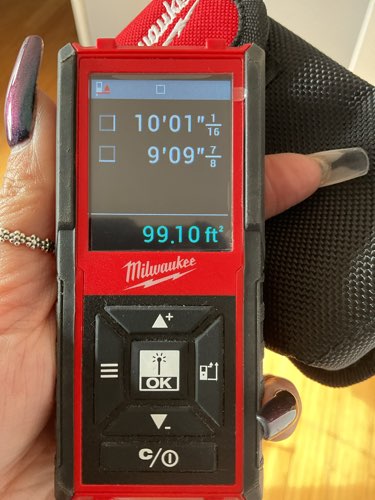 Milwaukee
10'01" 1/16
9'09" 7/8
99.10 ft²
Milwaukee
▲+
OK
▼-
C/